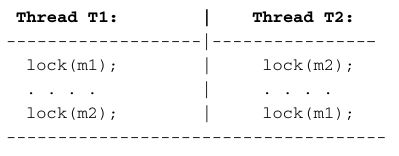 Thread T1:          |    Thread T2:
-------------------|----------------
  lock(m1);         |     lock(m2);
  . . . .           |     . . . .
  lock(m2);         |     lock(m1);
-------------------------------------